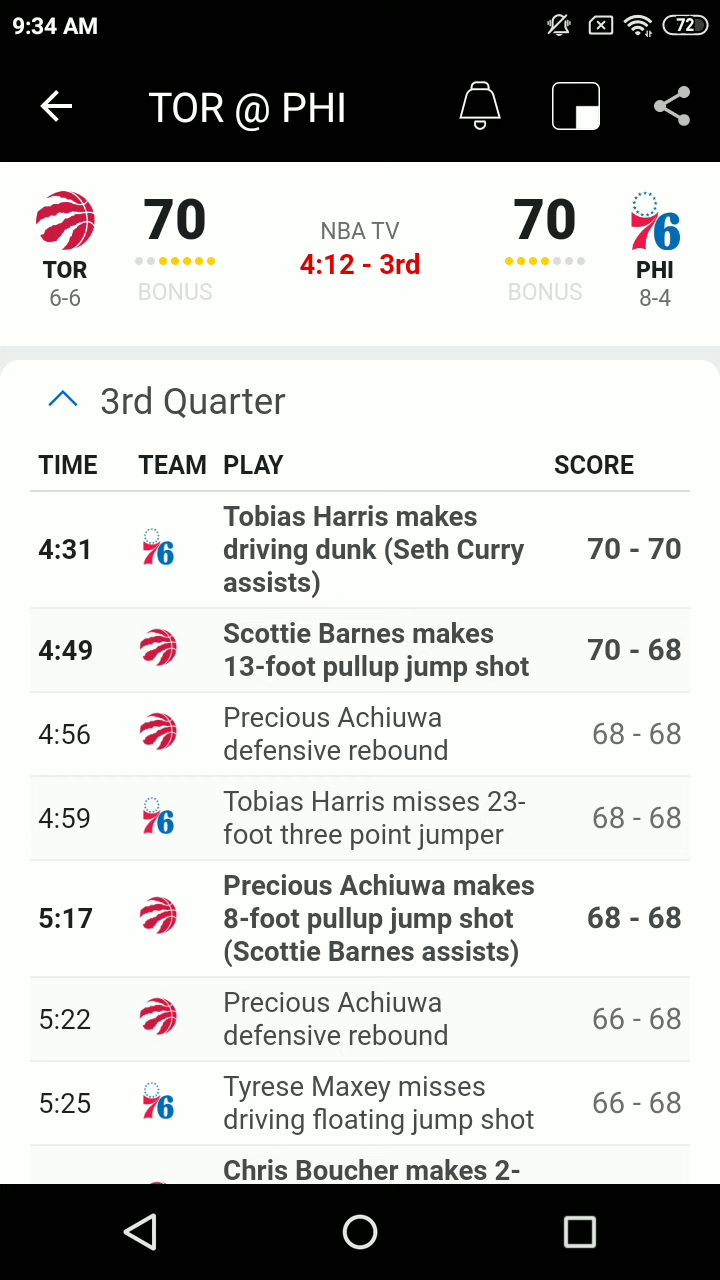 9:34 AM
72
TOR @ PHI
70
70
NBA TV
4:12 - 3rd
76
TOR
PHI
BONUS
BONUS
6-6
8-4
3rd Quarter
TIME TEAM PLAY SCORE
Tobias Harris makes
4:31 76 driving dunk (Seth Curry 70 - 70
assists)
Scottie Barnes makes
4:49 70 - 68
13-foot pullup jump shot
Precious Achiuwa
4:56 68 - 68
defensive rebound
Tobias Harris misses 23-
4:59 76 68 - 68
foot three point jumper
Precious Achiuwa makes
5:17 8-foot pullup jump shot 68 - 68
(Scottie Barnes assists)
Precious Achiuwa
5:22 66 - 68
defensive rebound
Tyrese Maxey misses
5:25 76 66 - 68
driving floating jump shot
Chris Boucher makes 2-